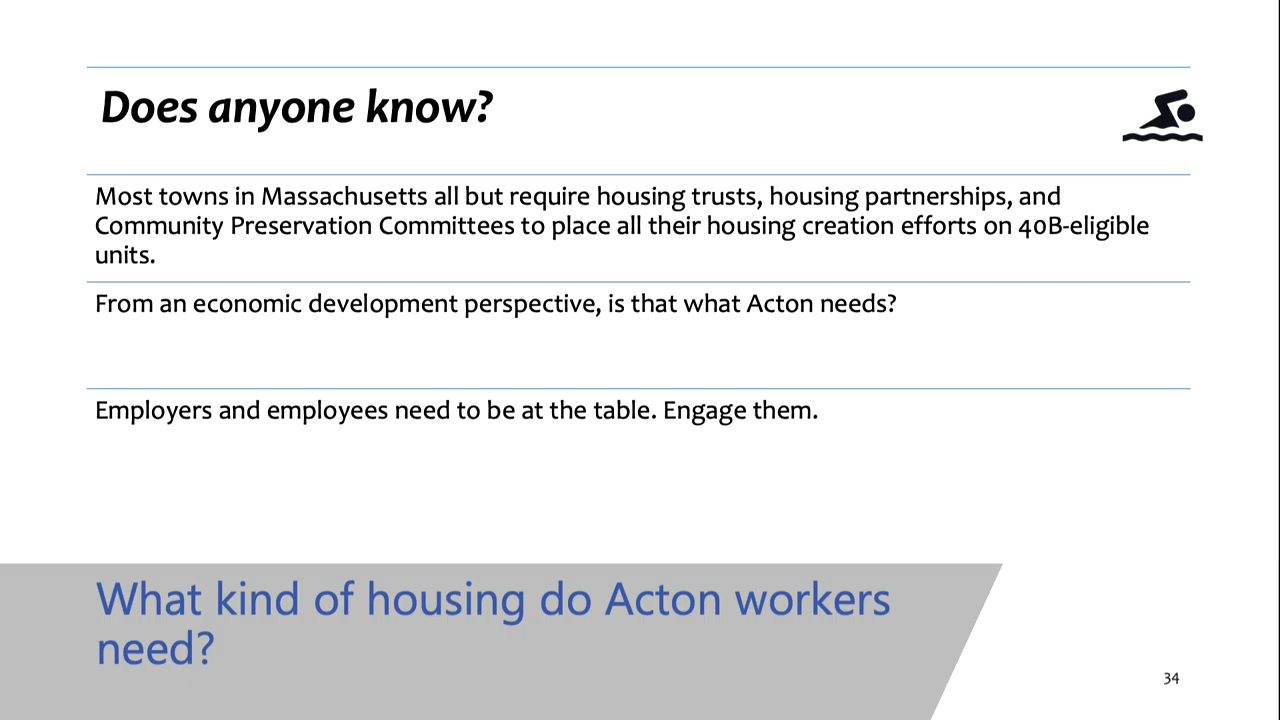 Does anyone know?
Most towns in Massachusetts all but require housing trusts, housing partnerships, and
Community Preservation Committees to place all their housing creation efforts on 40B-eligible
units.
From an economic development perspective, is that what Acton needs?
Employers and employees need to be at the table. Engage them.
What kind of housing do Acton workers
need?
34